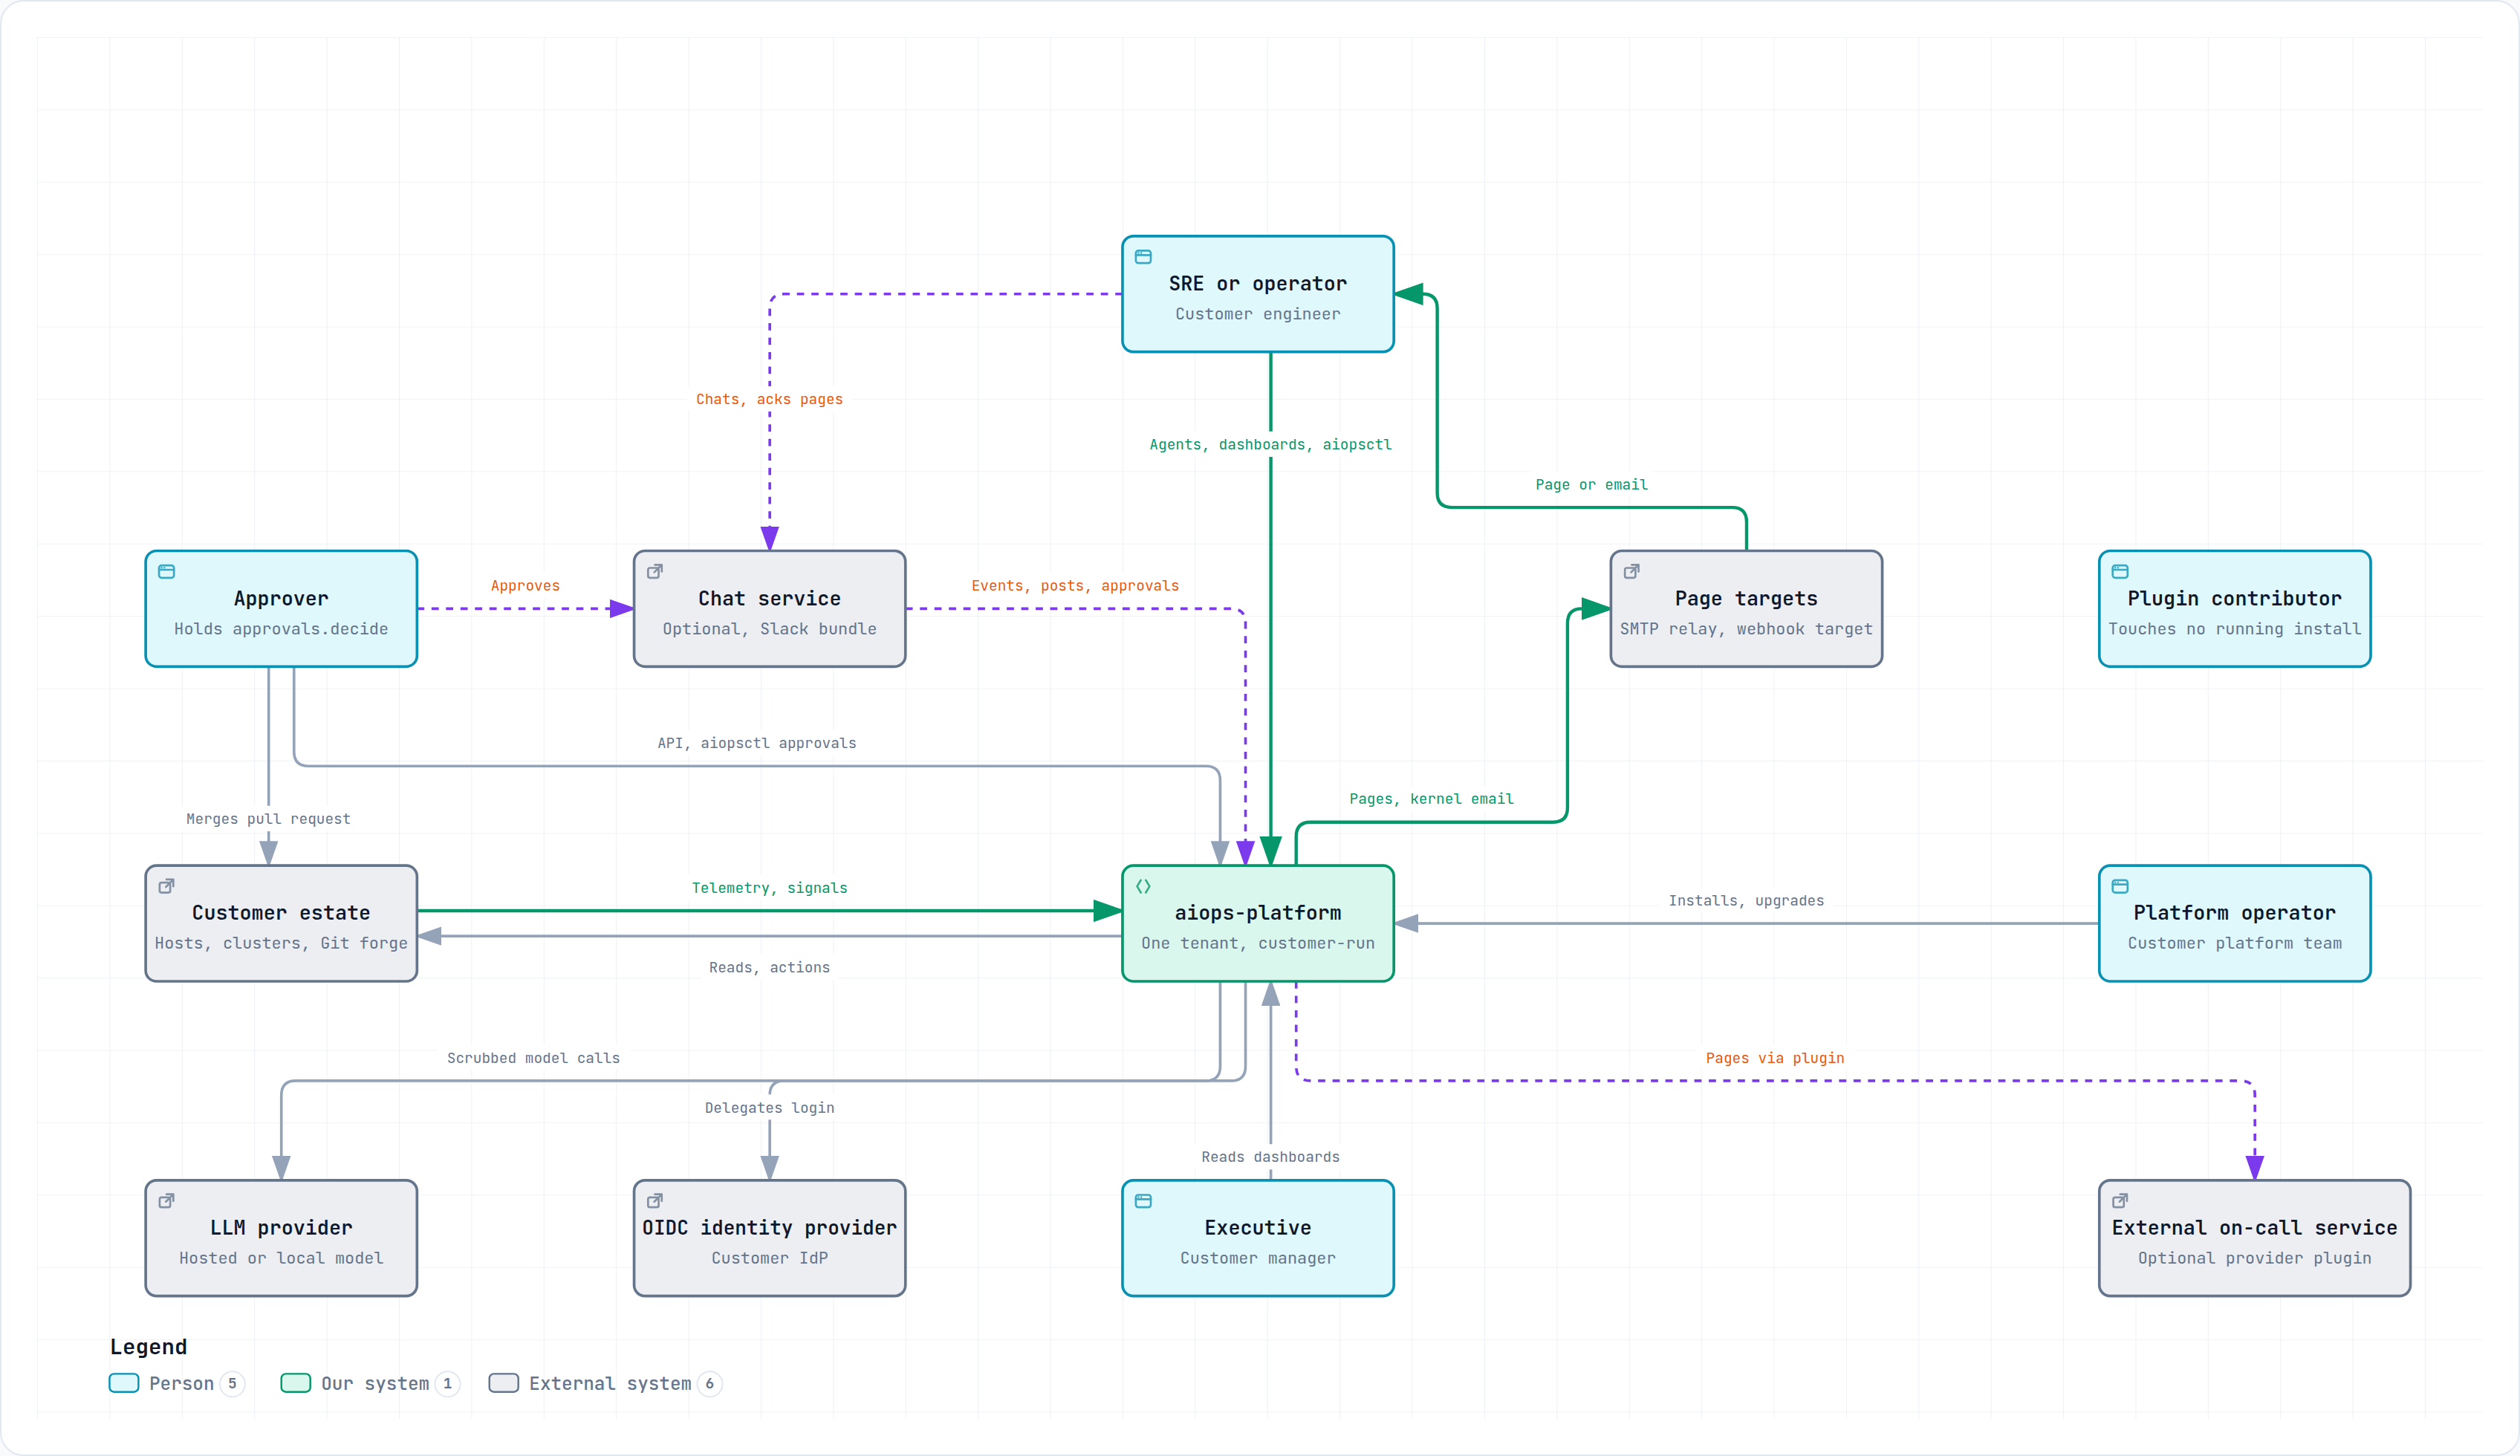 SRE or operator
Customer engineer
Chats, acks pages
Agents, dashboards, aiopsctl
Page or email
Approver
Holds approvals.decide
Approves
Chat service
Optional, Slack bundle
Events, posts, approvals
Page targets
SMTP relay, webhook target
Plugin contributor
Touches no running install
API, aiopsctl approvals
Merges pull request
Pages, kernel email
Customer estate
Hosts, clusters, Git forge
Telemetry, signals
Reads, actions
aiops-platform
One tenant, customer-run
Installs, upgrades
Platform operator
Customer platform team
Scrubbed model calls
Delegates login
Reads dashboards
Pages via plugin
LLM provider
Hosted or local model
OIDC identity provider
Customer IdP
Executive
Customer manager
External on-call service
Optional provider plugin
Legend
Person 5
Our system 1
External system 6